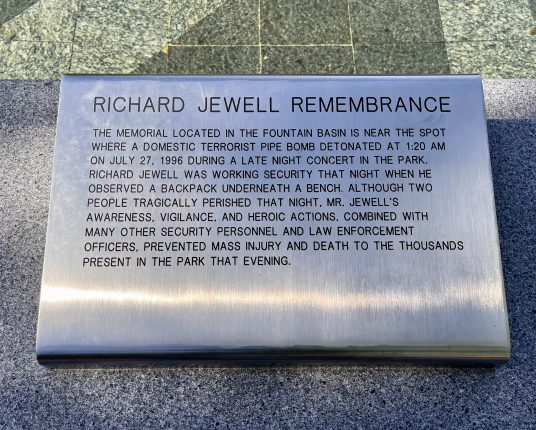 RICHARD JEWELL REMEMBRANCE
THE MEMORIAL LOCATED IN THE FOUNTAIN BASIN IS NEAR THE SPOT
WHERE A DOMESTIC TERRORIST PIPE BOMB DETONATED AT 1:20 AM
ON JULY 27, 1996 DURING A LATE NIGHT CONCERT IN THE PARK.
RICHARD JEWELL WAS WORKING SECURITY THAT NIGHT WHEN HE
OBSERVED A BACKPACK UNDERNEATH A BENCH. ALTHOUGH TWO
PEOPLE TRAGICALLY PERISHED THAT NIGHT, MR. JEWELL'S
AWARENESS, VIGILANCE, AND HEROIC ACTIONS, COMBINED WITH
MANY OTHER SECURITY PERSONNEL AND LAW ENFORCEMENT
OFFICERS, PREVENTED MASS INJURY AND DEATH TO THE THOUSANDS
PRESENT IN THE PARK THAT EVENING.